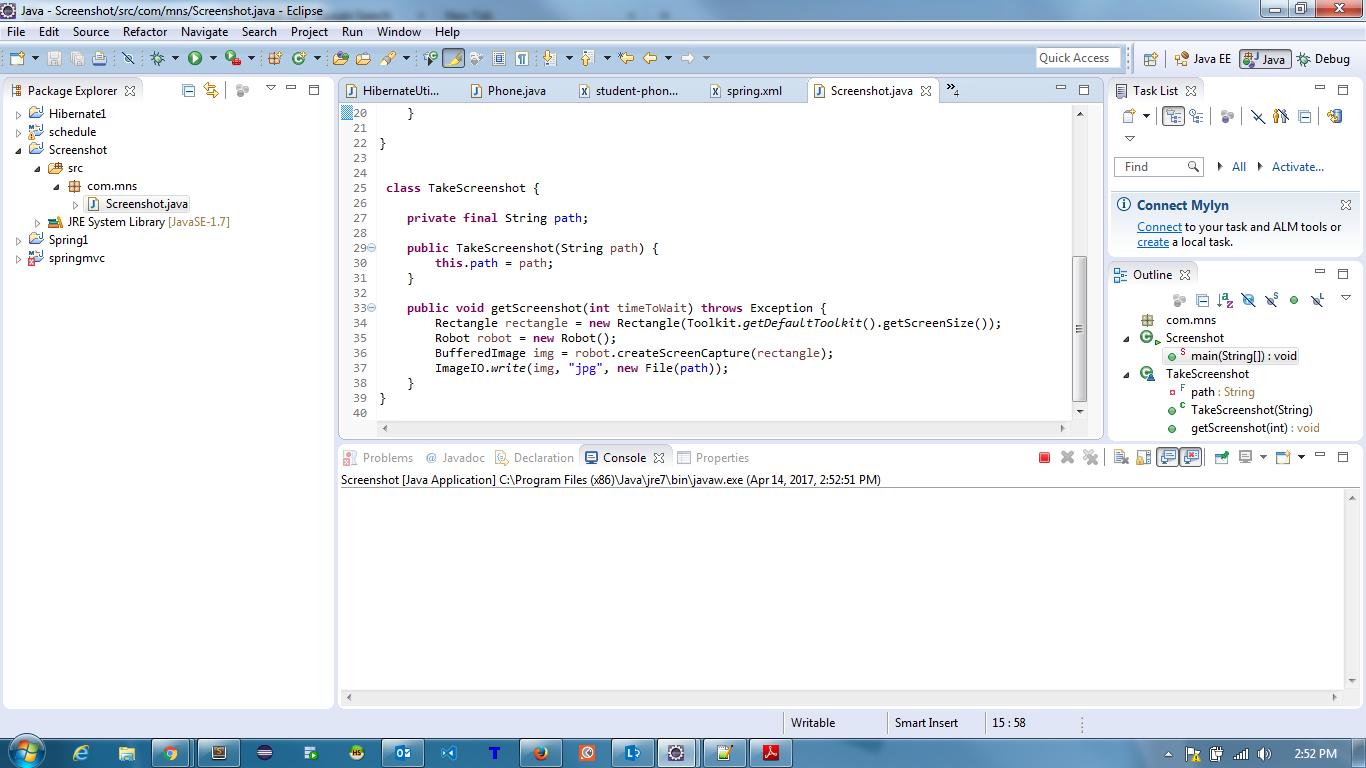 Java - Screenshot/src/com/mns/Screenshot.java - Eclipse
File Edit Source Refactor Navigate Search Project Run Window Help
Quick Access Java EE Java Debug
Package Explorer
Hibernate1
schedule
Screenshot
src
com.mns
Screenshot.java
JRE System Library [JavaSE-1.7]
Spring1
springmvc
HibernateUti... Phone.java student-phon... spring.xml Screenshot.java »4
20 }
21
22 }
23
24
25 class TakeScreenshot {
26
27 private final String path;
28
29 public TakeScreenshot(String path) {
30 this.path = path;
31 }
32
33 public void getScreenshot(int timeToWait) throws Exception {
34 Rectangle rectangle = new Rectangle(Toolkit.getDefaultToolkit().getScreenSize());
35 Robot robot = new Robot();
36 BufferedImage img = robot.createScreenCapture(rectangle);
37 ImageIO.write(img, "jpg", new File(path));
38 }
39 }
40
Task List
Find All Activate...
Connect Mylyn
Connect to your task and ALM tools or
create a local task.
Outline
com.mns
Screenshot
main(String[]) : void
TakeScreenshot
path : String
TakeScreenshot(String)
getScreenshot(int) : void
Problems @ Javadoc Declaration Console Properties
Screenshot [Java Application] C:\Program Files (x86)\Java\jre7\bin\javaw.exe (Apr 14, 2017, 2:52:51 PM)
Writable Smart Insert 15 : 58
2:52 PM